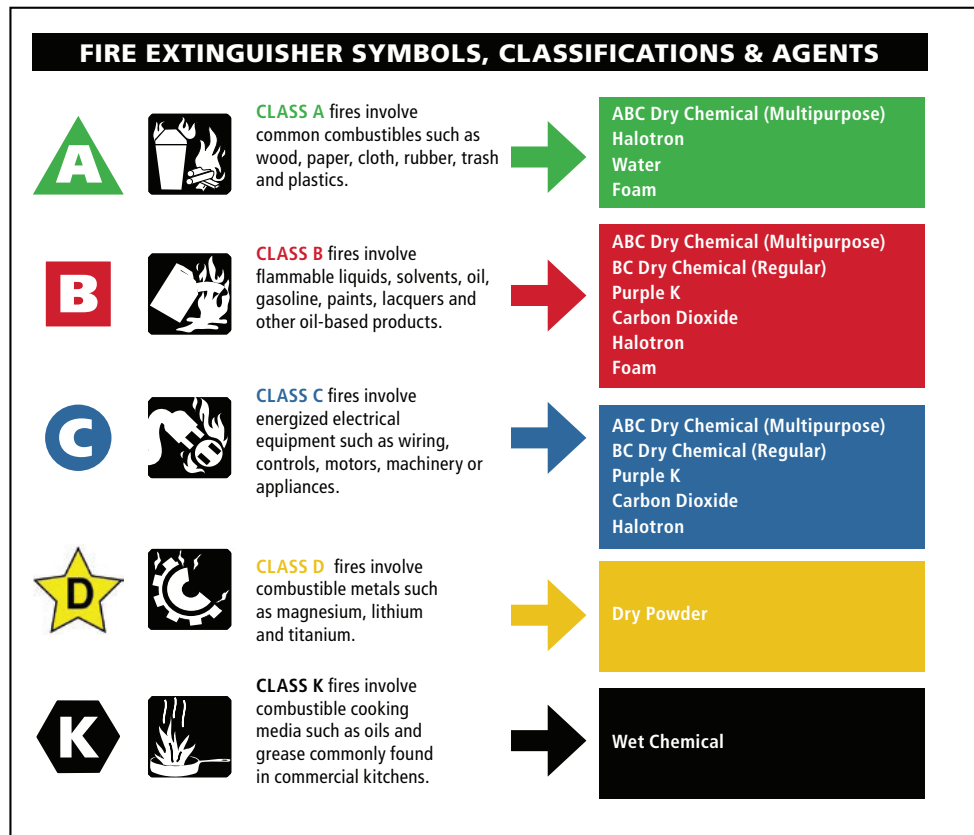 FIRE EXTINGUISHER SYMBOLS, CLASSIFICATIONS & AGENTS
A
CLASS A fires involve
common combustibles such as
wood, paper, cloth, rubber, trash
and plastics.
ABC Dry Chemical (Multipurpose)
Halotron
Water
Foam
B
CLASS B fires involve
flammable liquids, solvents, oil,
gasoline, paints, lacquers and
other oil-based products.
ABC Dry Chemical (Multipurpose)
BC Dry Chemical (Regular)
Purple K
Carbon Dioxide
Halotron
Foam
C
CLASS C fires involve
energized electrical
equipment such as wiring,
controls, motors, machinery or
appliances.
ABC Dry Chemical (Multipurpose)
BC Dry Chemical (Regular)
Purple K
Carbon Dioxide
Halotron
D
CLASS D fires involve
combustible metals such
as magnesium, lithium
and titanium.
Dry Powder
K
CLASS K fires involve
combustible cooking
media such as oils and
grease commonly found
in commercial kitchens.
Wet Chemical